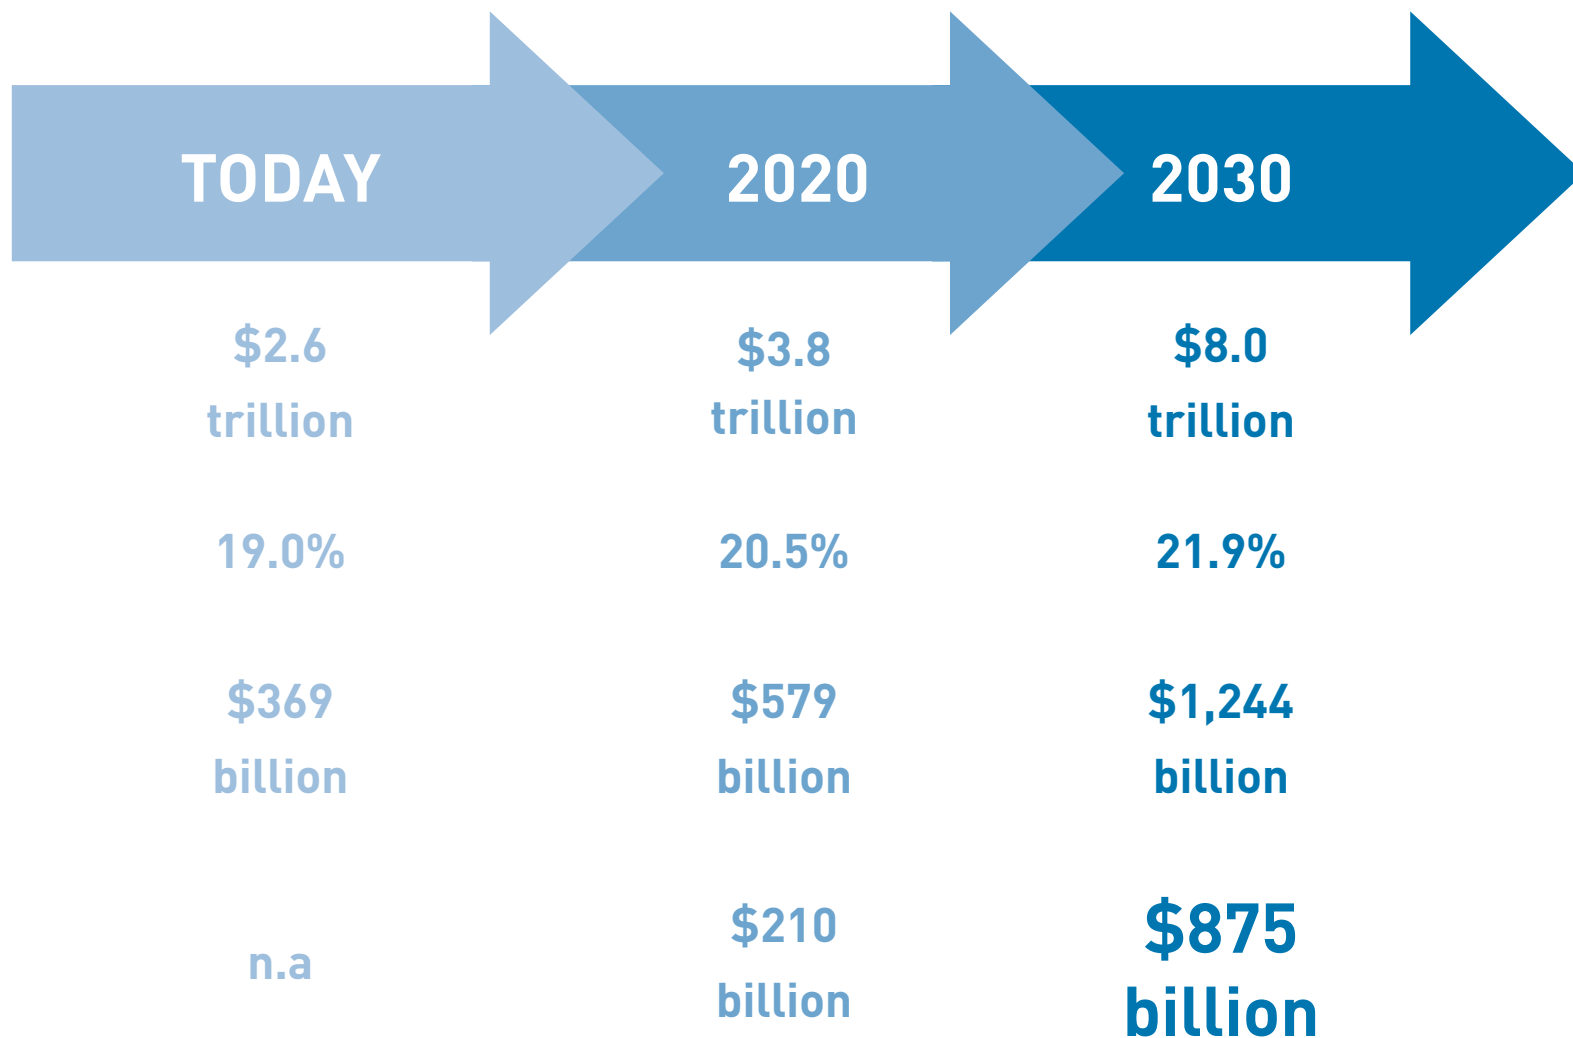 TODAY 2020 2030
$2.6 $3.8 $8.0
trillion trillion trillion
19.0% 20.5% 21.9%
$369 $579 $1,244
billion billion billion
n.a $210 $875
billion billion